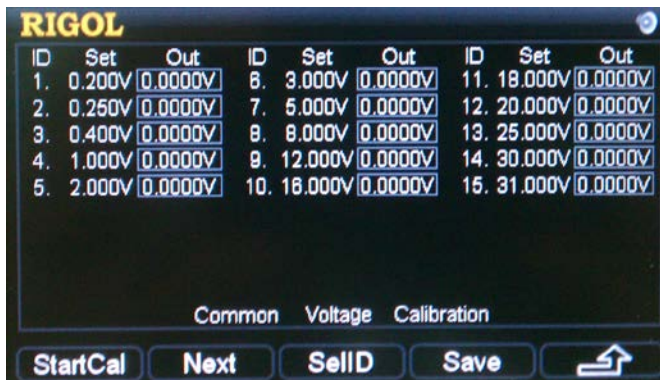 RIGOL
ID Set Out ID Set Out ID Set Out
1. 0.200V 0.0000V 6. 3.000V 0.0000V 11. 18.000V 0.0000V
2. 0.250V 0.0000V 7. 5.000V 0.0000V 12. 20.000V 0.0000V
3. 0.400V 0.0000V 8. 8.000V 0.0000V 13. 25.000V 0.0000V
4. 1.000V 0.0000V 9. 12.000V 0.0000V 14. 30.000V 0.0000V
5. 2.000V 0.0000V 10. 16.000V 0.0000V 15. 31.000V 0.0000V
Common Voltage Calibration
StartCal Next SelID Save